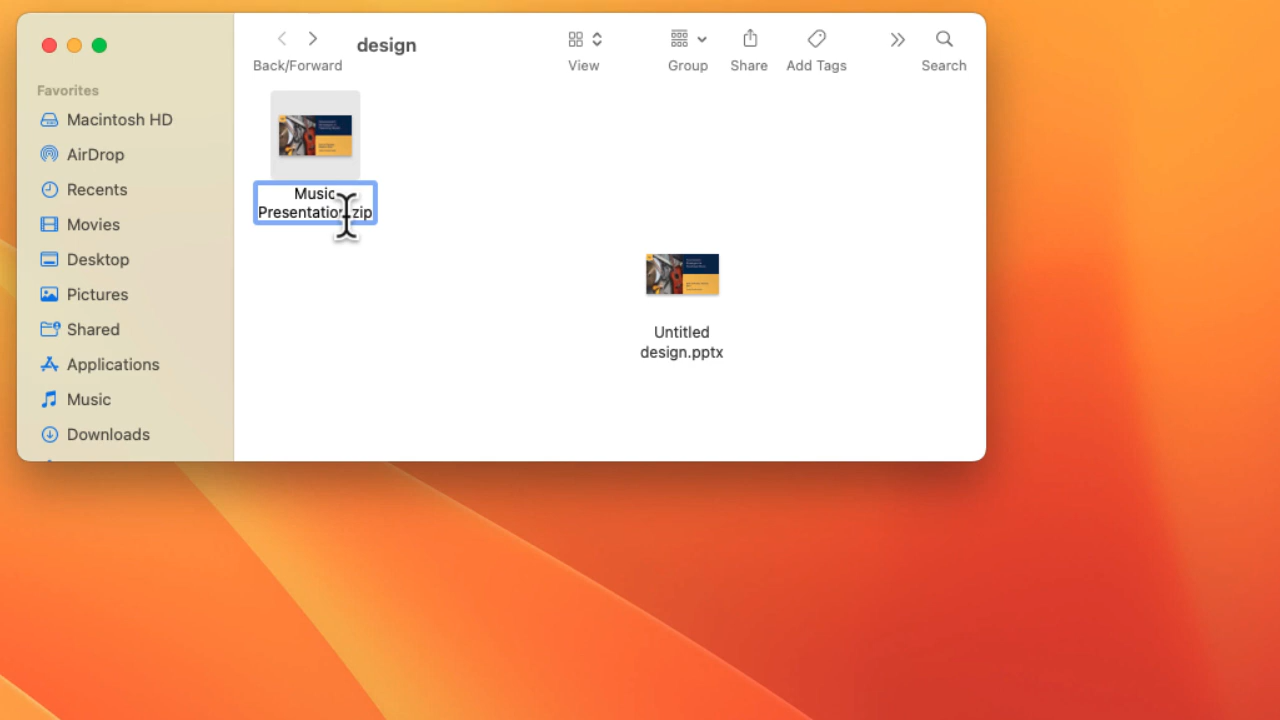 design
Back/Forward
View
Group
Share
Add Tags
Search
Favorites
Macintosh HD
AirDrop
Recents
Movies
Desktop
Pictures
Shared
Applications
Music
Downloads
Music
Presentation.zip
Untitled
design.pptx